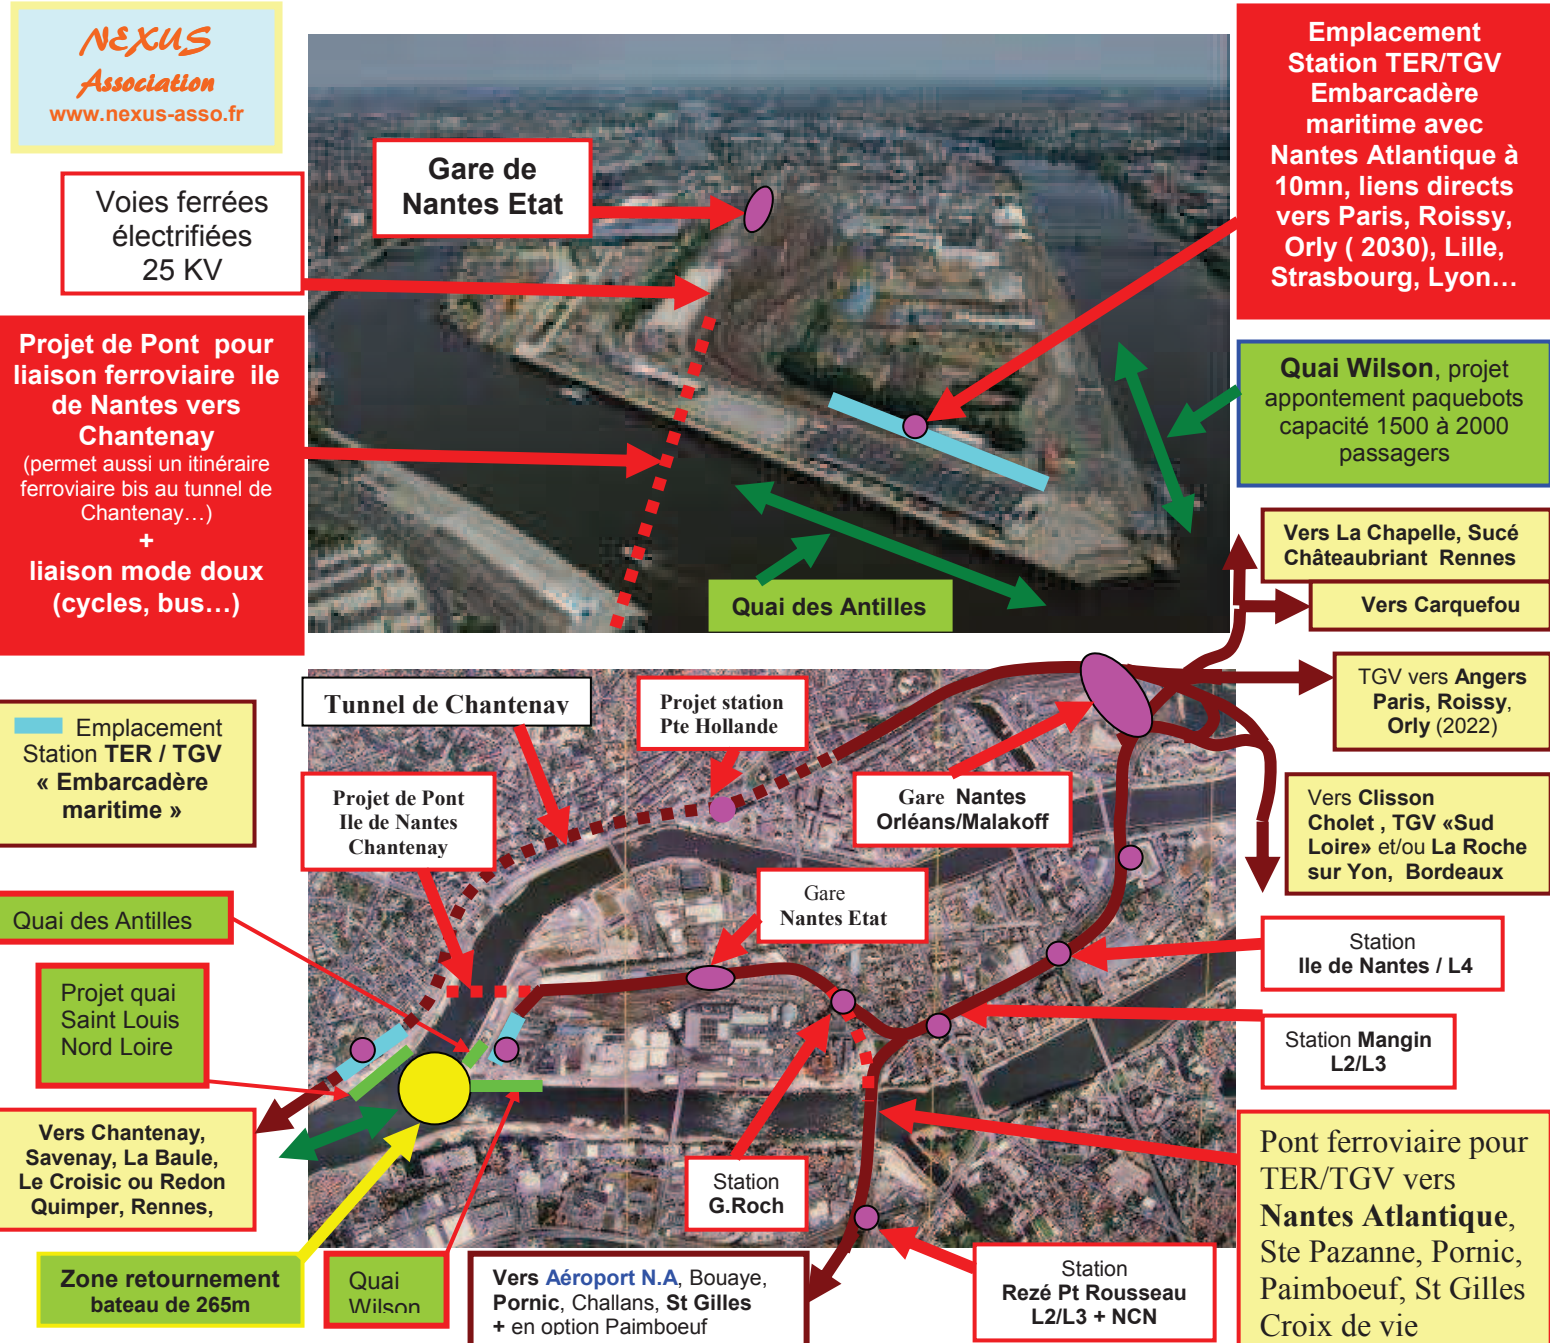 NEXUS
Association
www.nexus-asso.fr
Voies ferrées
électrifiées
25 KV
Gare de
Nantes Etat
Emplacement
Station TER/TGV
Embarcadère
maritime avec
Nantes Atlantique à
10mn, liens directs
vers Paris, Roissy,
Orly ( 2030), Lille,
Strasbourg, Lyon…
Projet de Pont pour
liaison ferroviaire ile
de Nantes vers
Chantenay
(permet aussi un itinéraire
ferroviaire bis au tunnel de
Chantenay…)
+
liaison mode doux
(cycles, bus…)
Quai Wilson, projet
appontement paquebots
capacité 1500 à 2000
passagers
Quai des Antilles
Vers La Chapelle, Sucé
Châteaubriant Rennes
Vers Carquefou
TGV vers Angers
Paris, Roissy,
Orly (2022)
Vers Clisson
Cholet , TGV «Sud
Loire» et/ou La Roche
sur Yon, Bordeaux
Emplacement
Station TER / TGV
« Embarcadère
maritime »
Tunnel de Chantenay
Projet station
Pte Hollande
Projet de Pont
Ile de Nantes
Chantenay
Gare Nantes
Orléans/Malakoff
Gare
Nantes Etat
Quai des Antilles
Projet quai
Saint Louis
Nord Loire
Station
Ile de Nantes / L4
Station Mangin
L2/L3
Vers Chantenay,
Savenay, La Baule,
Le Croisic ou Redon
Quimper, Rennes,
Station
G.Roch
Pont ferroviaire pour
TER/TGV vers
Nantes Atlantique,
Ste Pazanne, Pornic,
Paimboeuf, St Gilles
Croix de vie
Zone retournement
bateau de 265m
Quai
Wilson
Vers Aéroport N.A, Bouaye,
Pornic, Challans, St Gilles
+ en option Paimboeuf
Station
Rezé Pt Rousseau
L2/L3 + NCN